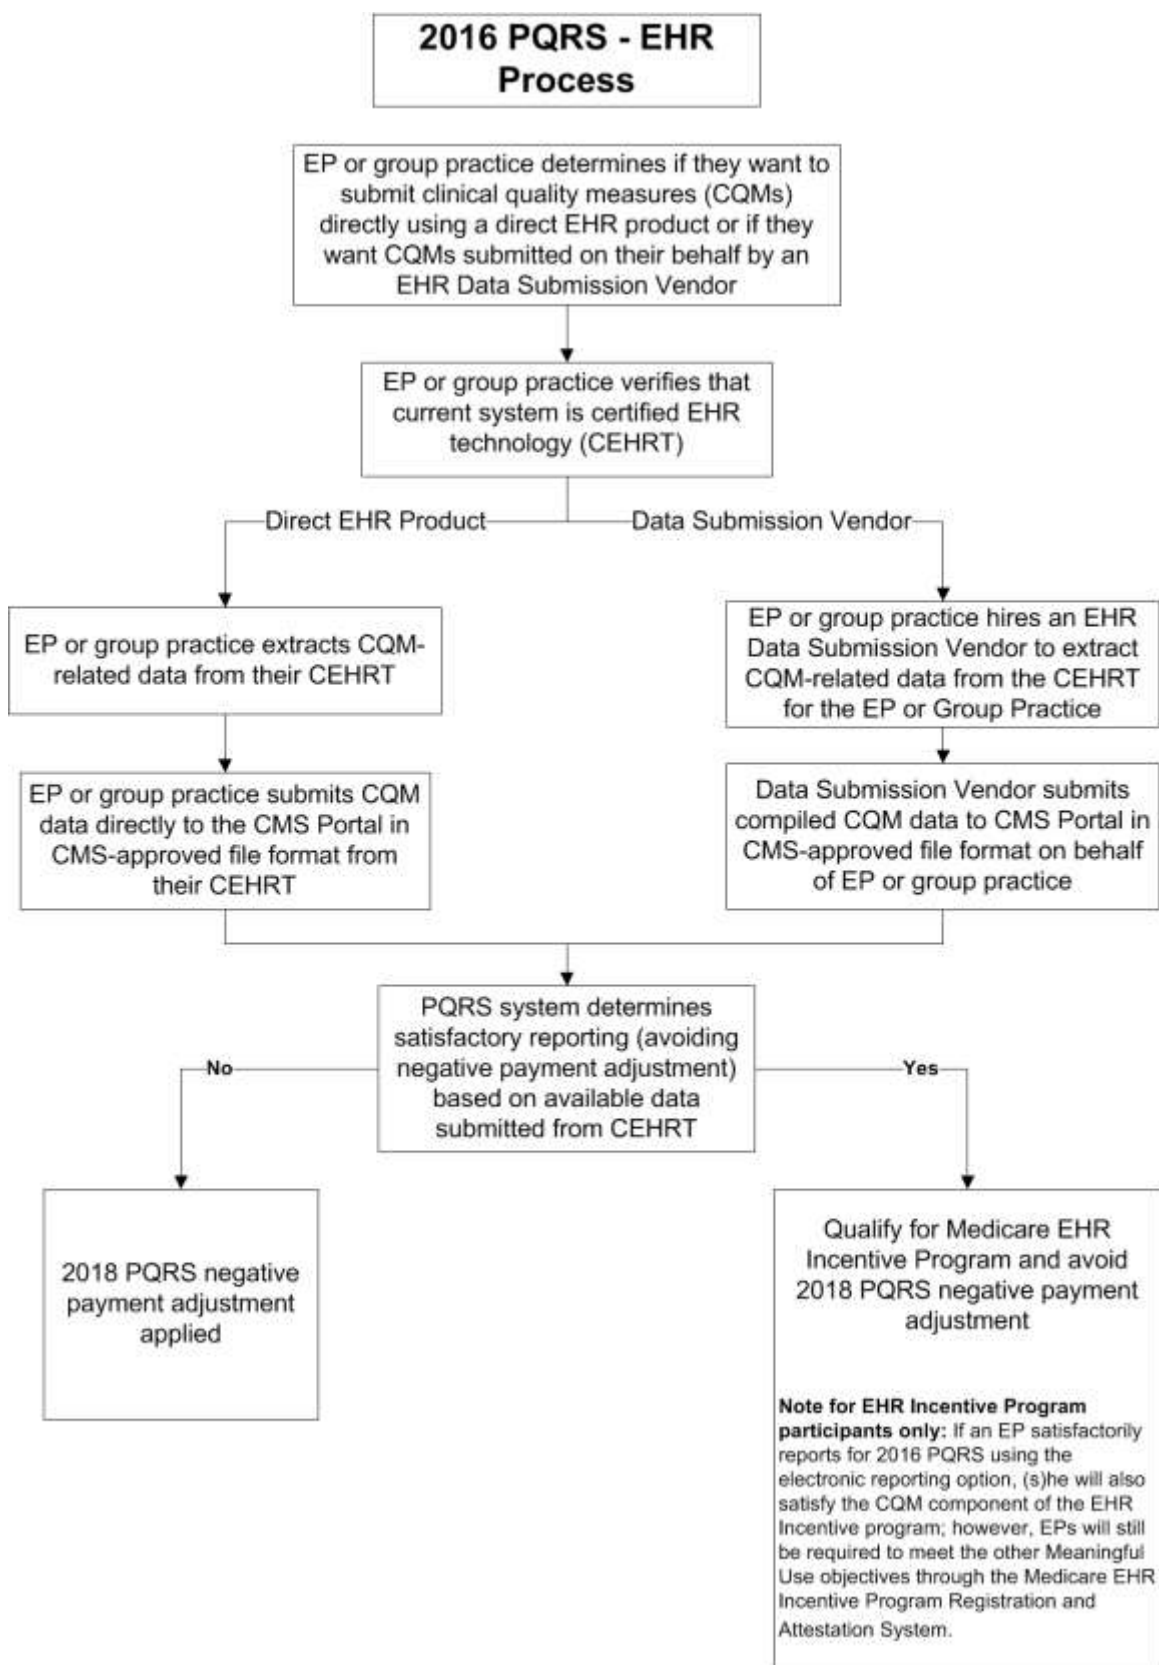 2016 PQRS - EHR
Process
EP or group practice determines if they want to
submit clinical quality measures (CQMs)
directly using a direct EHR product or if they
want CQMs submitted on their behalf by an
EHR Data Submission Vendor
EP or group practice verifies that
current system is certified EHR
technology (CEHRT)
Direct EHR Product
Data Submission Vendor
EP or group practice extracts CQM-
related data from their CEHRT
EP or group practice hires an EHR
Data Submission Vendor to extract
CQM-related data from the CEHRT
for the EP or Group Practice
EP or group practice submits CQM
data directly to the CMS Portal in
CMS-approved file format from
their CEHRT
Data Submission Vendor submits
compiled CQM data to CMS Portal in
CMS-approved file format on behalf
of EP or group practice
PQRS system determines
satisfactory reporting (avoiding
negative payment adjustment)
based on available data
submitted from CEHRT
No
Yes
2018 PQRS negative
payment adjustment
applied
Qualify for Medicare EHR
Incentive Program and avoid
2018 PQRS negative payment
adjustment
Note for EHR Incentive Program
participants only: If an EP satisfactorily
reports for 2016 PQRS using the
electronic reporting option, (s)he will also
satisfy the CQM component of the EHR
Incentive program; however, EPs will still
be required to meet the other Meaningful
Use objectives through the Medicare EHR
Incentive Program Registration and
Attestation System.